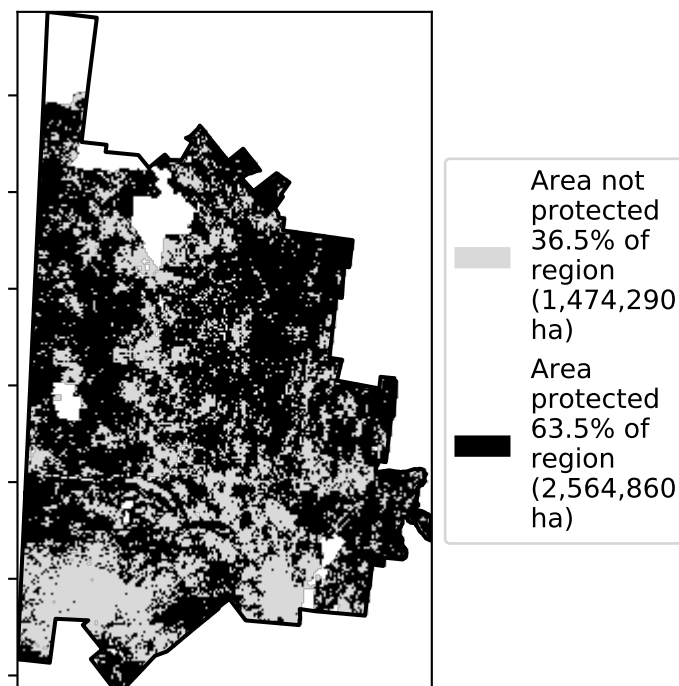 Area not
protected
36.5% of
region
(1,474,290
ha)
Area
protected
63.5% of
region
(2,564,860
ha)